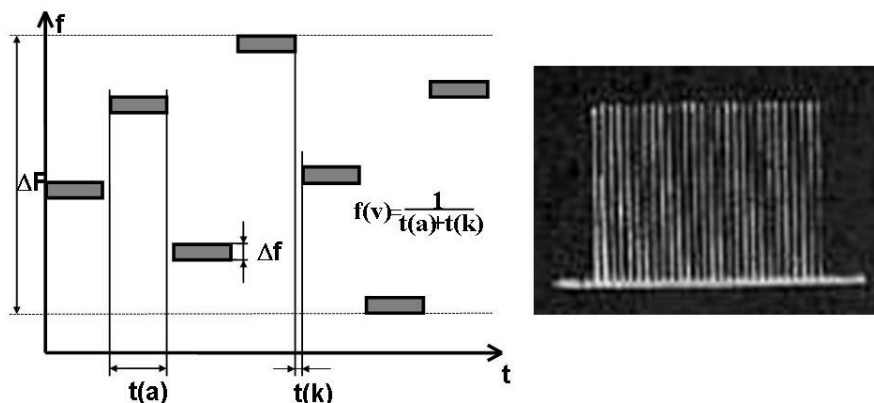 f
ΔF
f(v)=1/t(a)+t(k)
Δf
t(a)
t(k)
t